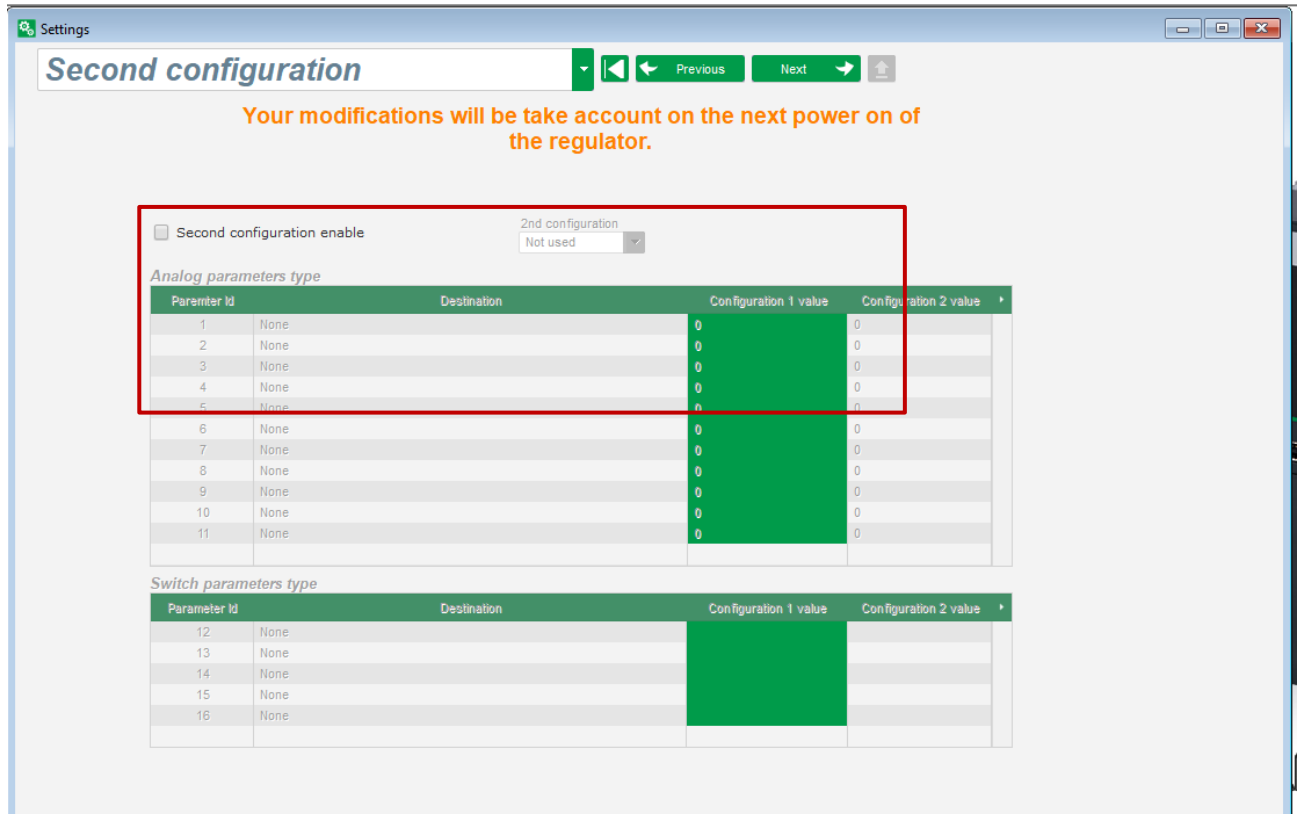 Settings
Second configuration
Previous
Next
Your modifications will be take account on the next power on of
the regulator.
Second configuration enable
2nd configuration
Not used
Analog parameters type
Paremter Id Destination Configuration 1 value Configuration 2 value
1 None 0 0
2 None 0 0
3 None 0 0
4 None 0 0
5 None 0 0
6 None 0 0
7 None 0 0
8 None 0 0
9 None 0 0
10 None 0 0
11 None 0 0
Switch parameters type
Parameter Id Destination Configuration 1 value Configuration 2 value
12 None
13 None
14 None
15 None
16 None